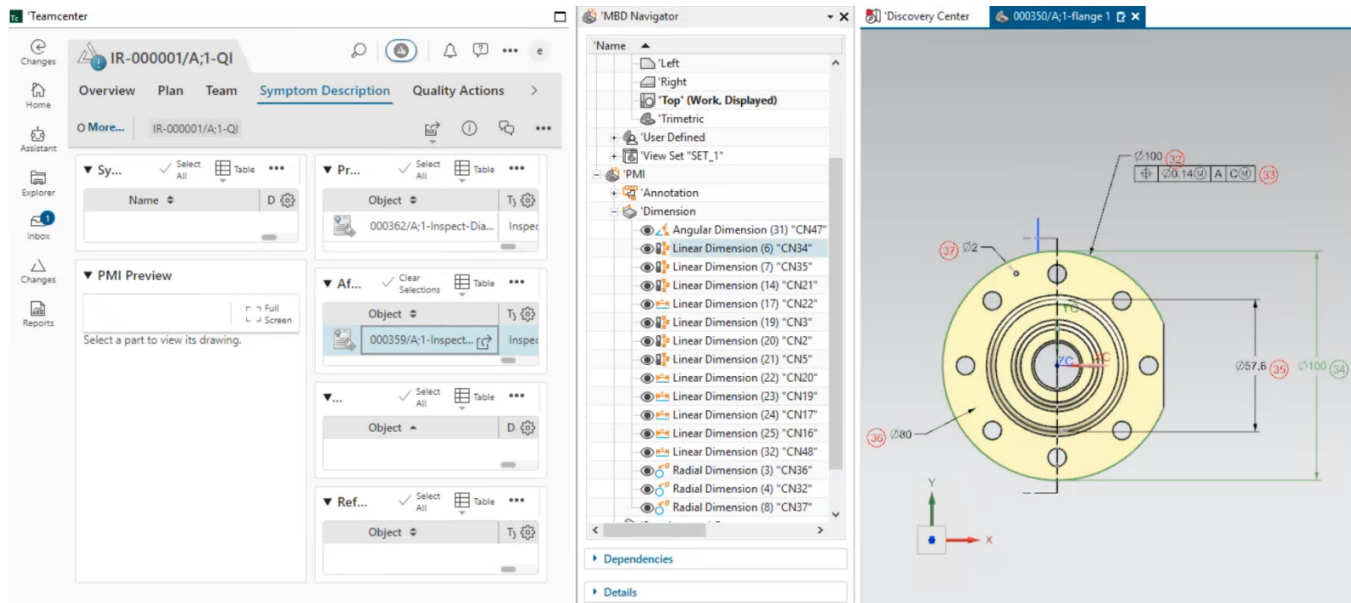 'Teamcenter
Changes
Home
Assistant
Explorer
1
Inbox
Changes
Reports
IR-000001/A;1-QI
e
Overview Plan Team Symptom Description Quality Actions
More...
IR-000001/A;1-QI
Sy...
Select All
Table
Name
D
PMI Preview
Full Screen
Select a part to view its drawing.
Pr...
Select All
Table
Object
000362/A;1-Inspect-Dia...
Inspec
Af...
Clear Selections
Table
Object
000359/A;1-Inspect...
Inspec
...
Select All
Table
Object
D
Ref...
Select All
Table
Object
'MBD Navigator
'Name
'Left
'Right
'Top' (Work, Displayed)
'Trimetric
'User Defined
'View Set "SET_1"
'PMI
'Annotation
'Dimension
Angular Dimension (31) "CN47"
Linear Dimension (6) "CN34"
Linear Dimension (7) "CN35"
Linear Dimension (14) "CN21"
Linear Dimension (17) "CN22"
Linear Dimension (19) "CN3"
Linear Dimension (20) "CN2"
Linear Dimension (21) "CN5"
Linear Dimension (22) "CN20"
Linear Dimension (23) "CN19"
Linear Dimension (24) "CN17"
Linear Dimension (25) "CN16"
Linear Dimension (32) "CN48"
Radial Dimension (3) "CN36"
Radial Dimension (4) "CN32"
Radial Dimension (8) "CN37"
Dependencies
Details
'Discovery Center
000350/A;1-flange 1
∅100 32
⌖ ∅0,14Ⓜ A CⓂ 33
37 ∅2
YC
ZC
XC
∅57,6 35
∅100 34
36 ∅80
Y
X